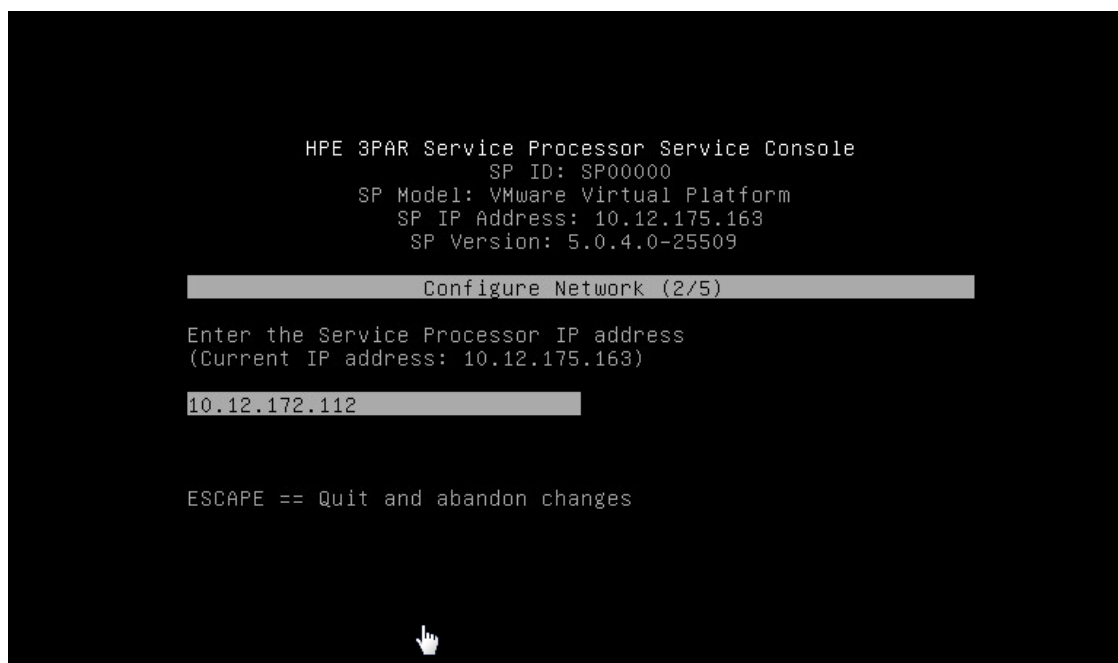 HPE 3PAR Service Processor Service Console
SP ID: SP00000
SP Model: VMware Virtual Platform
SP IP Address: 10.12.175.163
SP Version: 5.0.4.0-25509
Configure Network (2/5)
Enter the Service Processor IP address
(Current IP address: 10.12.175.163)
10.12.172.112
ESCAPE == Quit and abandon changes